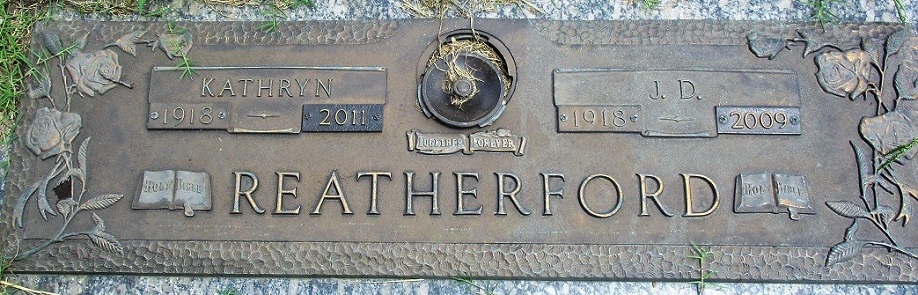 KATHRYN
1918 2011
J. D.
1918 2009
TOGETHER FOREVER
HOLY BIBLE
REATHERFORD
HOLY BIBLE